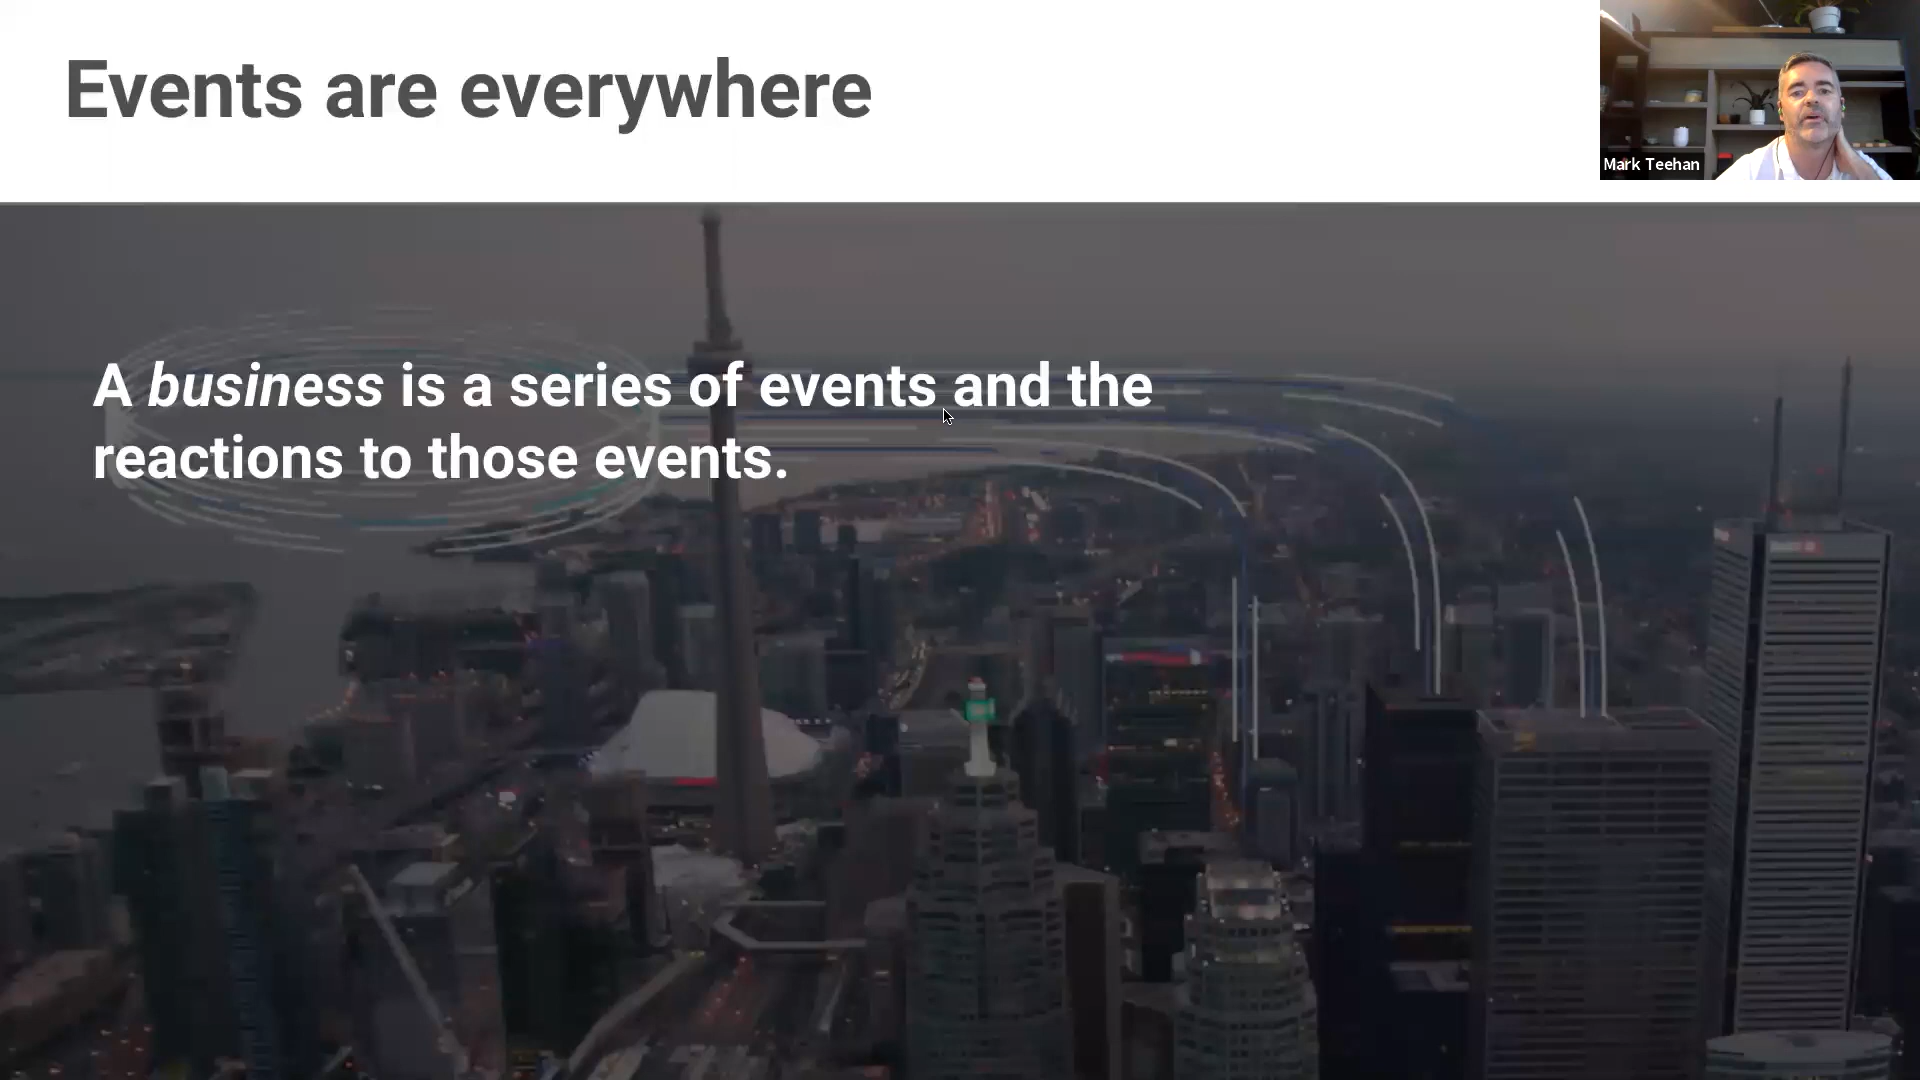 Events are everywhere
Mark Teehan
A business is a series of events and the
reactions to those events.